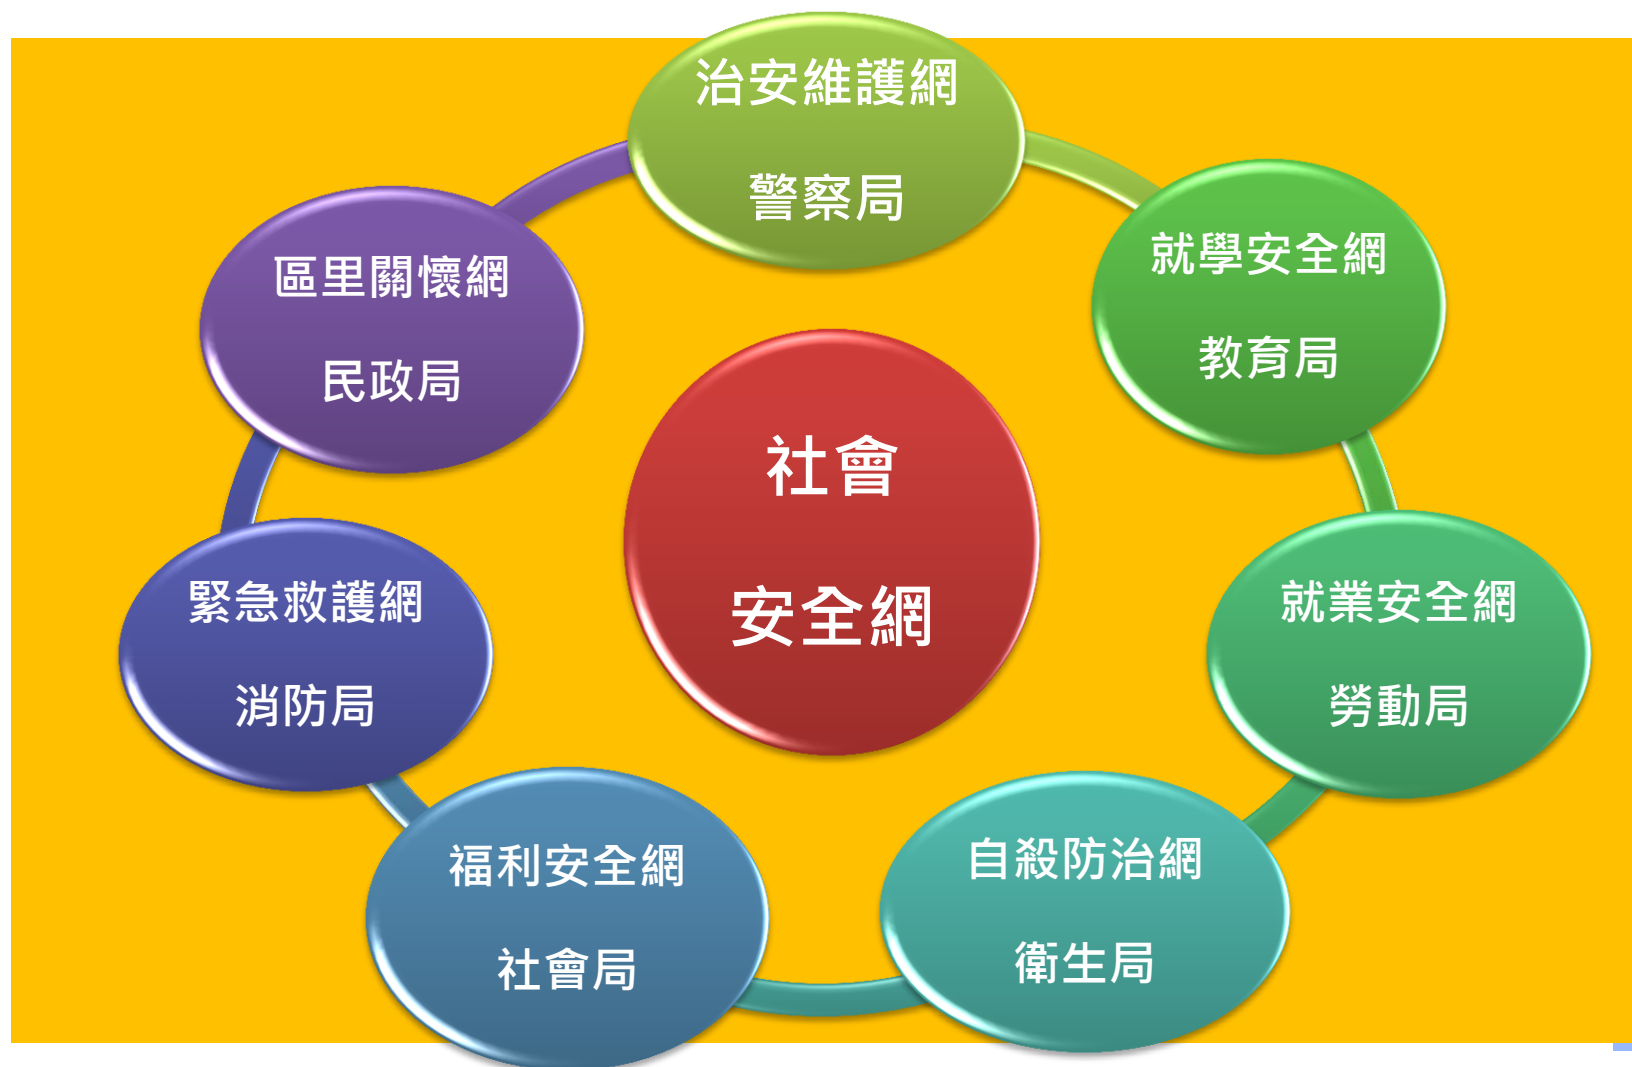 治安維護網
警察局
就學安全網
教育局
就業安全網
勞動局
自殺防治網
衛生局
福利安全網
社會局
緊急救護網
消防局
區里關懷網
民政局
社會
安全網